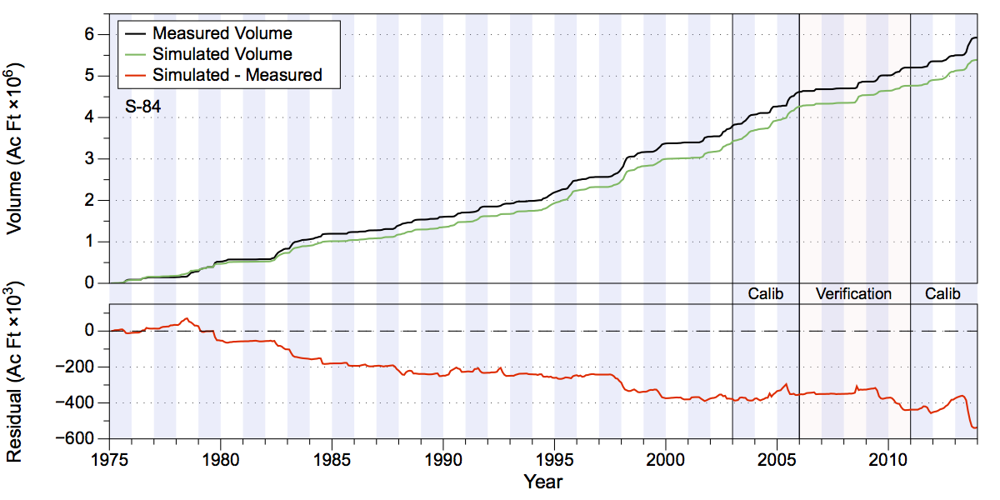 Measured Volume
Simulated Volume
Simulated - Measured
S-84
Volume (Ac Ft ×10⁶)
6
5
4
3
2
1
0
Calib Verification Calib
Residual (Ac Ft ×10³)
0
−200
−400
−600
1975 1980 1985 1990 1995 2000 2005 2010
Year